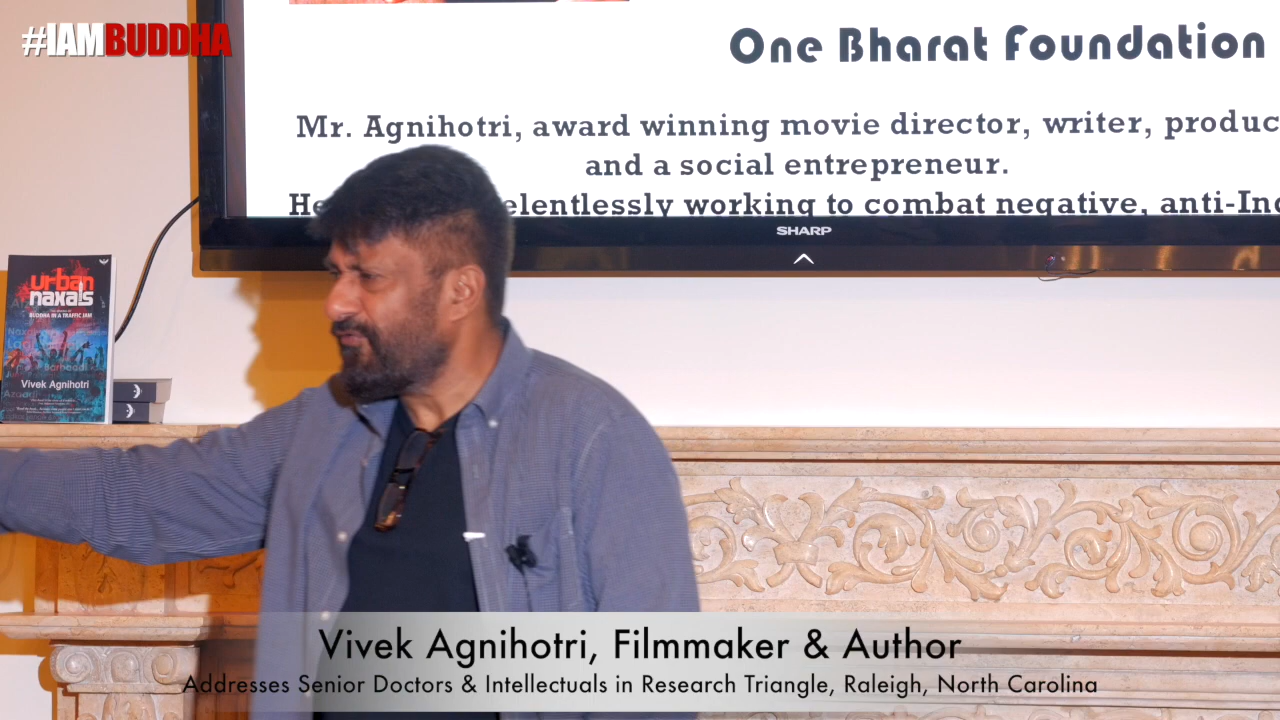 #IAMBUDDHA
One Bharat Foundation
Mr. Agnihotri, award winning movie director, writer, produc
and a social entrepreneur.
He elentlessly working to combat negative, anti-Ind
SHARP
urban
naxals
BUDDHA IN A TRAFFIC JAM
Vivek Agnihotri
Vivek Agnihotri, Filmmaker & Author
Addresses Senior Doctors & Intellectuals in Research Triangle, Raleigh, North Carolina